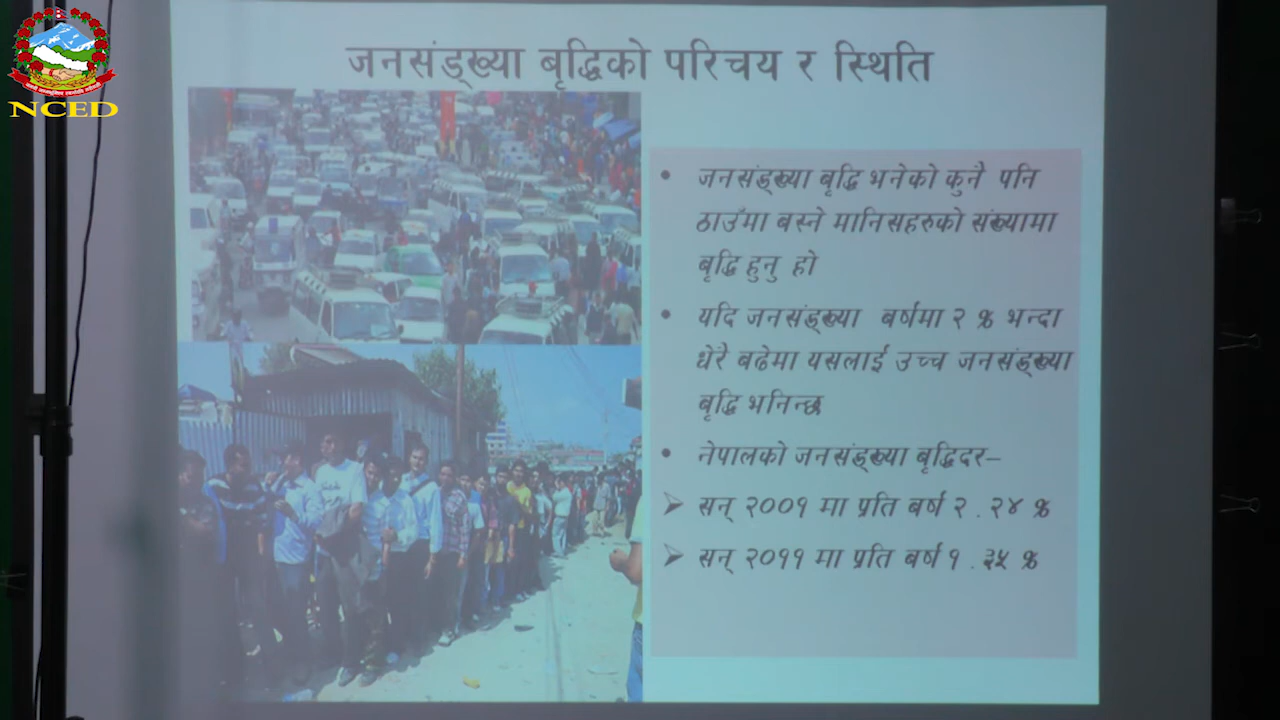 NCED
जनसंड्ख्या बृद्धिको परिचय र स्थिति
• जनसंड्ख्या बृद्धि भनेको कुनै पनि
ठाउँमा बस्ने मानिसहरुको संख्यामा
बृद्धि हुनु हो
• यदि जनसंड्ख्या बर्षमा २ % भन्दा
धेरै बढेमा यसलाई उच्च जनसंड्ख्या
बृद्धि भनिन्छ
• नेपालको जनसंड्ख्या बृद्धिदर–
➢ सन् २००१ मा प्रति बर्ष २.२४ %
➢ सन् २०११ मा प्रति बर्ष १.३५ %